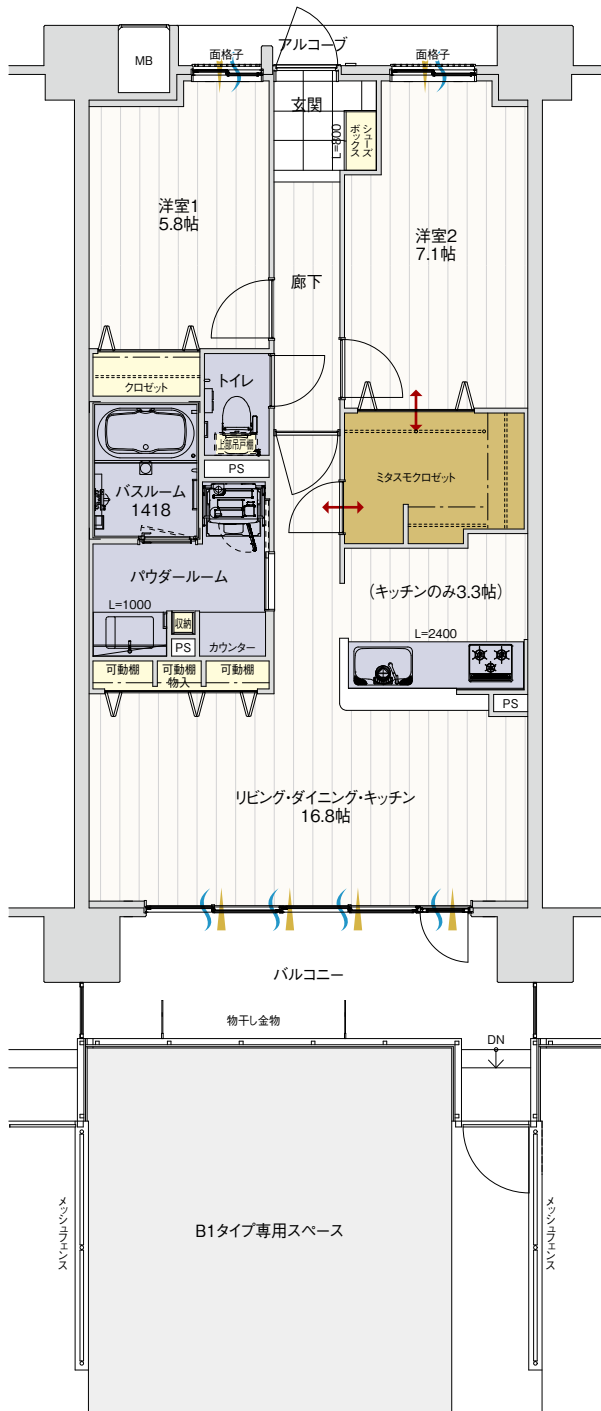 アルコーブ
MB
面格子
面格子
玄関
L=800
シューズ
ボックス
洋室1
5.8帖
洋室2
7.1帖
廊下
クロゼット
トイレ
上部吊戸棚
PS
ミタスモクロゼット
バスルーム
1418
パウダールーム
L=1000
収納
PS
カウンター
(キッチンのみ3.3帖)
L=2400
可動棚
可動棚
可動棚
物入
PS
リビング・ダイニング・キッチン
16.8帖
バルコニー
物干し金物
DN
メッシュフェンス
メッシュフェンス
B1タイプ専用スペース